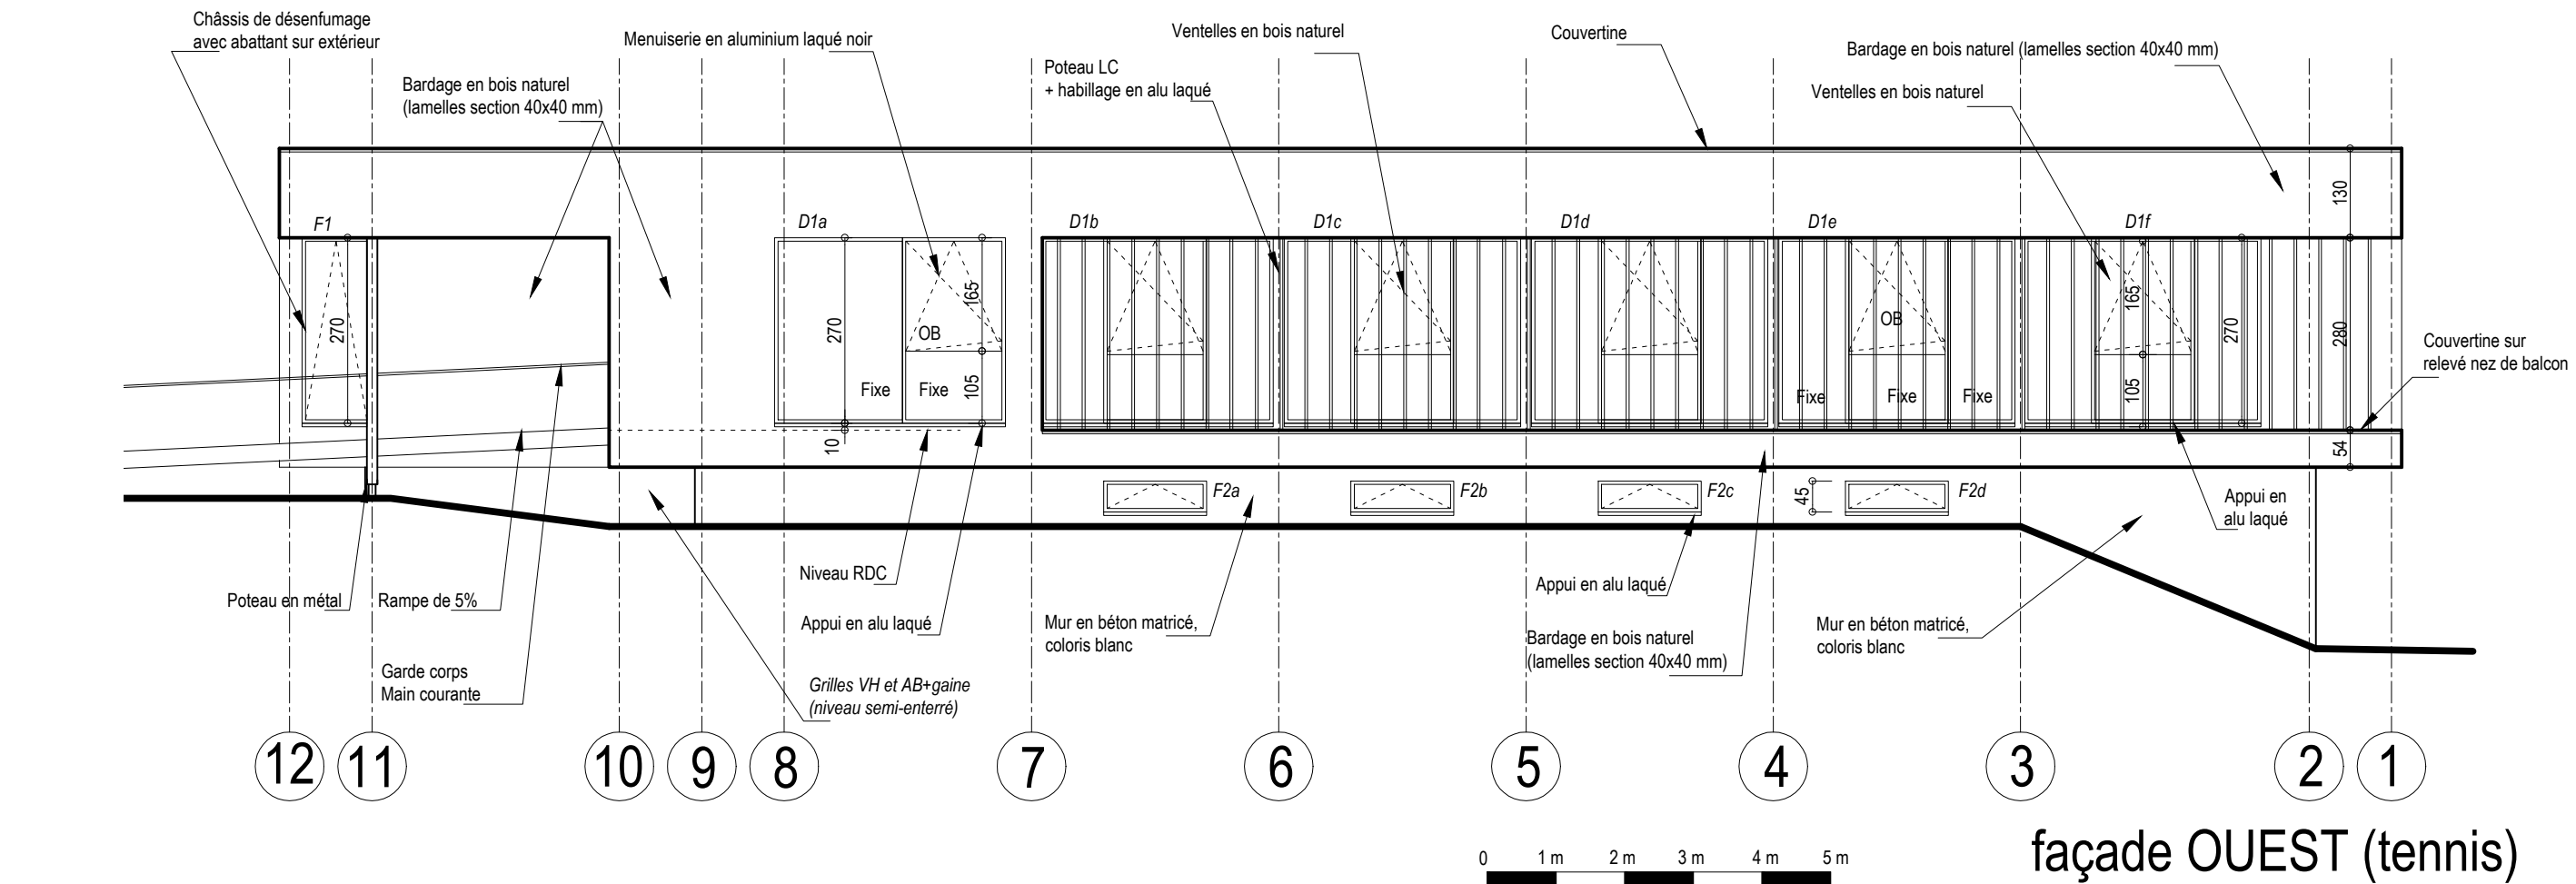 Châssis de désenfumage
avec abattant sur extérieur
Menuiserie en aluminium laqué noir
Ventelles en bois naturel
Couvertine
Bardage en bois naturel (lamelles section 40x40 mm)
Bardage en bois naturel
(lamelles section 40x40 mm)
Poteau LC
+ habillage en alu laqué
Ventelles en bois naturel
130
F1
D1a
D1b
D1c
D1d
D1e
D1f
270
270
165
OB
OB
165
270
280
Couvertine sur
relevé nez de balcon
Fixe
Fixe
105
Fixe
Fixe
Fixe
105
10
54
F2a
F2b
F2c
45
F2d
Appui en
alu laqué
Niveau RDC
Appui en alu laqué
Poteau en métal
Rampe de 5%
Appui en alu laqué
Mur en béton matricé,
coloris blanc
Bardage en bois naturel
(lamelles section 40x40 mm)
Mur en béton matricé,
coloris blanc
Garde corps
Main courante
Grilles VH et AB+gaine
(niveau semi-enterré)
12 11 10 9 8 7 6 5 4 3 2 1
0 1 m 2 m 3 m 4 m 5 m
façade OUEST (tennis)